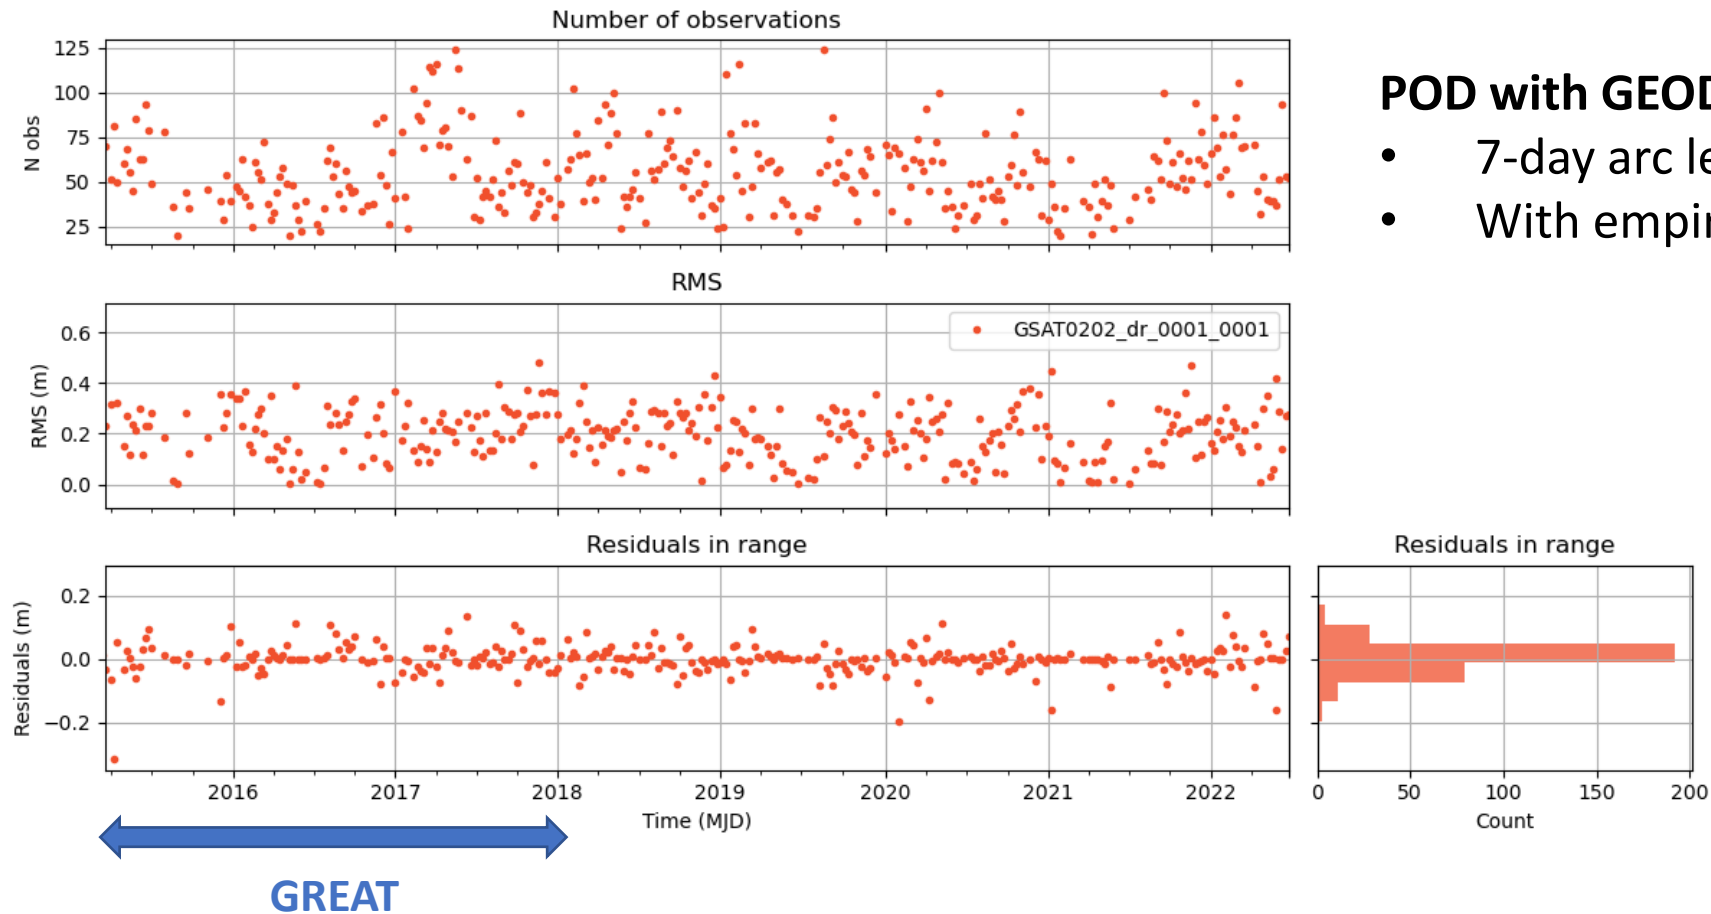 Number of observations
125
100
75
50
25
N obs
POD with GEOD
• 7-day arc le
• With empir
RMS
0.6
0.4
0.2
0.0
RMS (m)
GSAT0202_dr_0001_0001
Residuals in range
0.2
0.0
−0.2
Residuals (m)
2016 2017 2018 2019 2020 2021 2022
Time (MJD)
Residuals in range
0 50 100 150 200
Count
GREAT